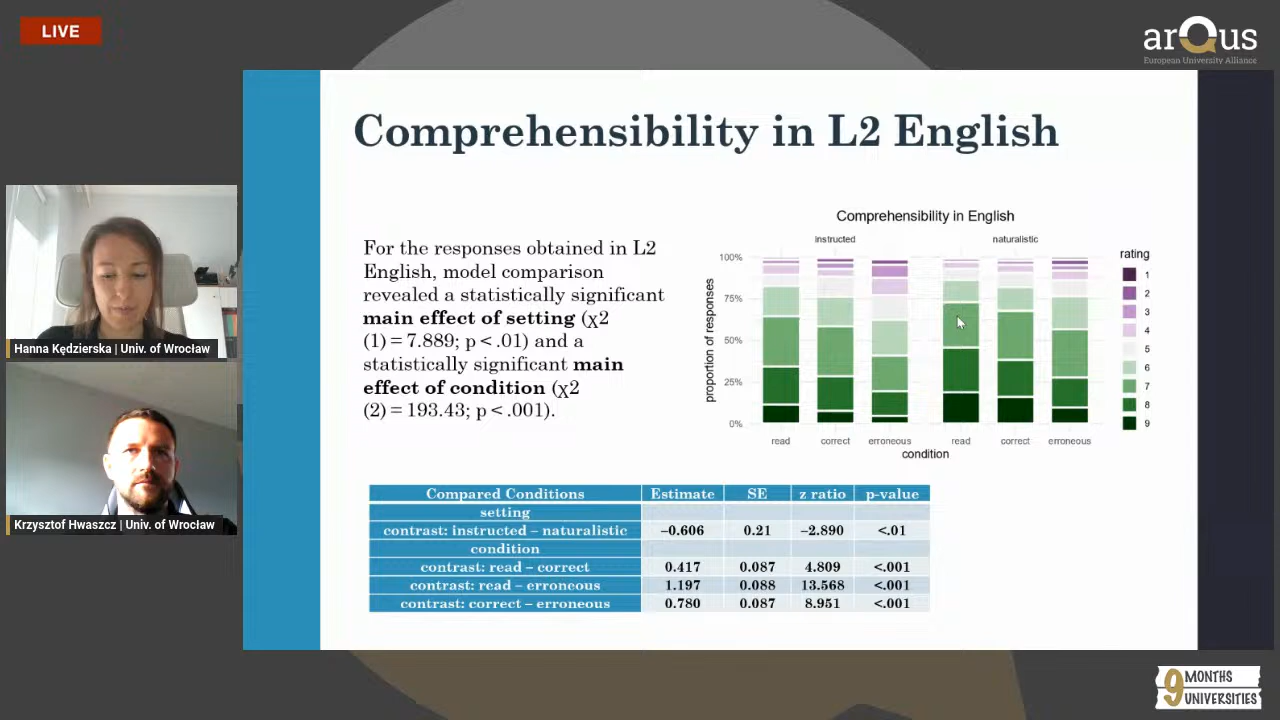 LIVE
arQus
European University Alliance
Comprehensibility in L2 English
For the responses obtained in L2
English, model comparison
revealed a statistically significant
main effect of setting (χ2
(1) = 7.889; p < .01) and a
statistically significant main
effect of condition (χ2
(2) = 193.43; p < .001).
Comprehensibility in English
instructed naturalistic
proportion of responses
100%
75%
50%
25%
0%
read correct erroneous read correct erroneous
condition
rating
1
2
3
4
5
6
7
8
9
Compared Conditions Estimate SE z ratio p-value
setting
contrast: instructed – naturalistic –0.606 0.21 –2.890 <.01
condition
contrast: read – correct 0.417 0.087 4.809 <.001
contrast: read – erroneous 1.197 0.088 13.568 <.001
contrast: correct – erroneous 0.780 0.087 8.951 <.001
Hanna Kędzierska | Univ. of Wrocław
Krzysztof Hwaszcz | Univ. of Wrocław
9 MONTHS
UNIVERSITIES